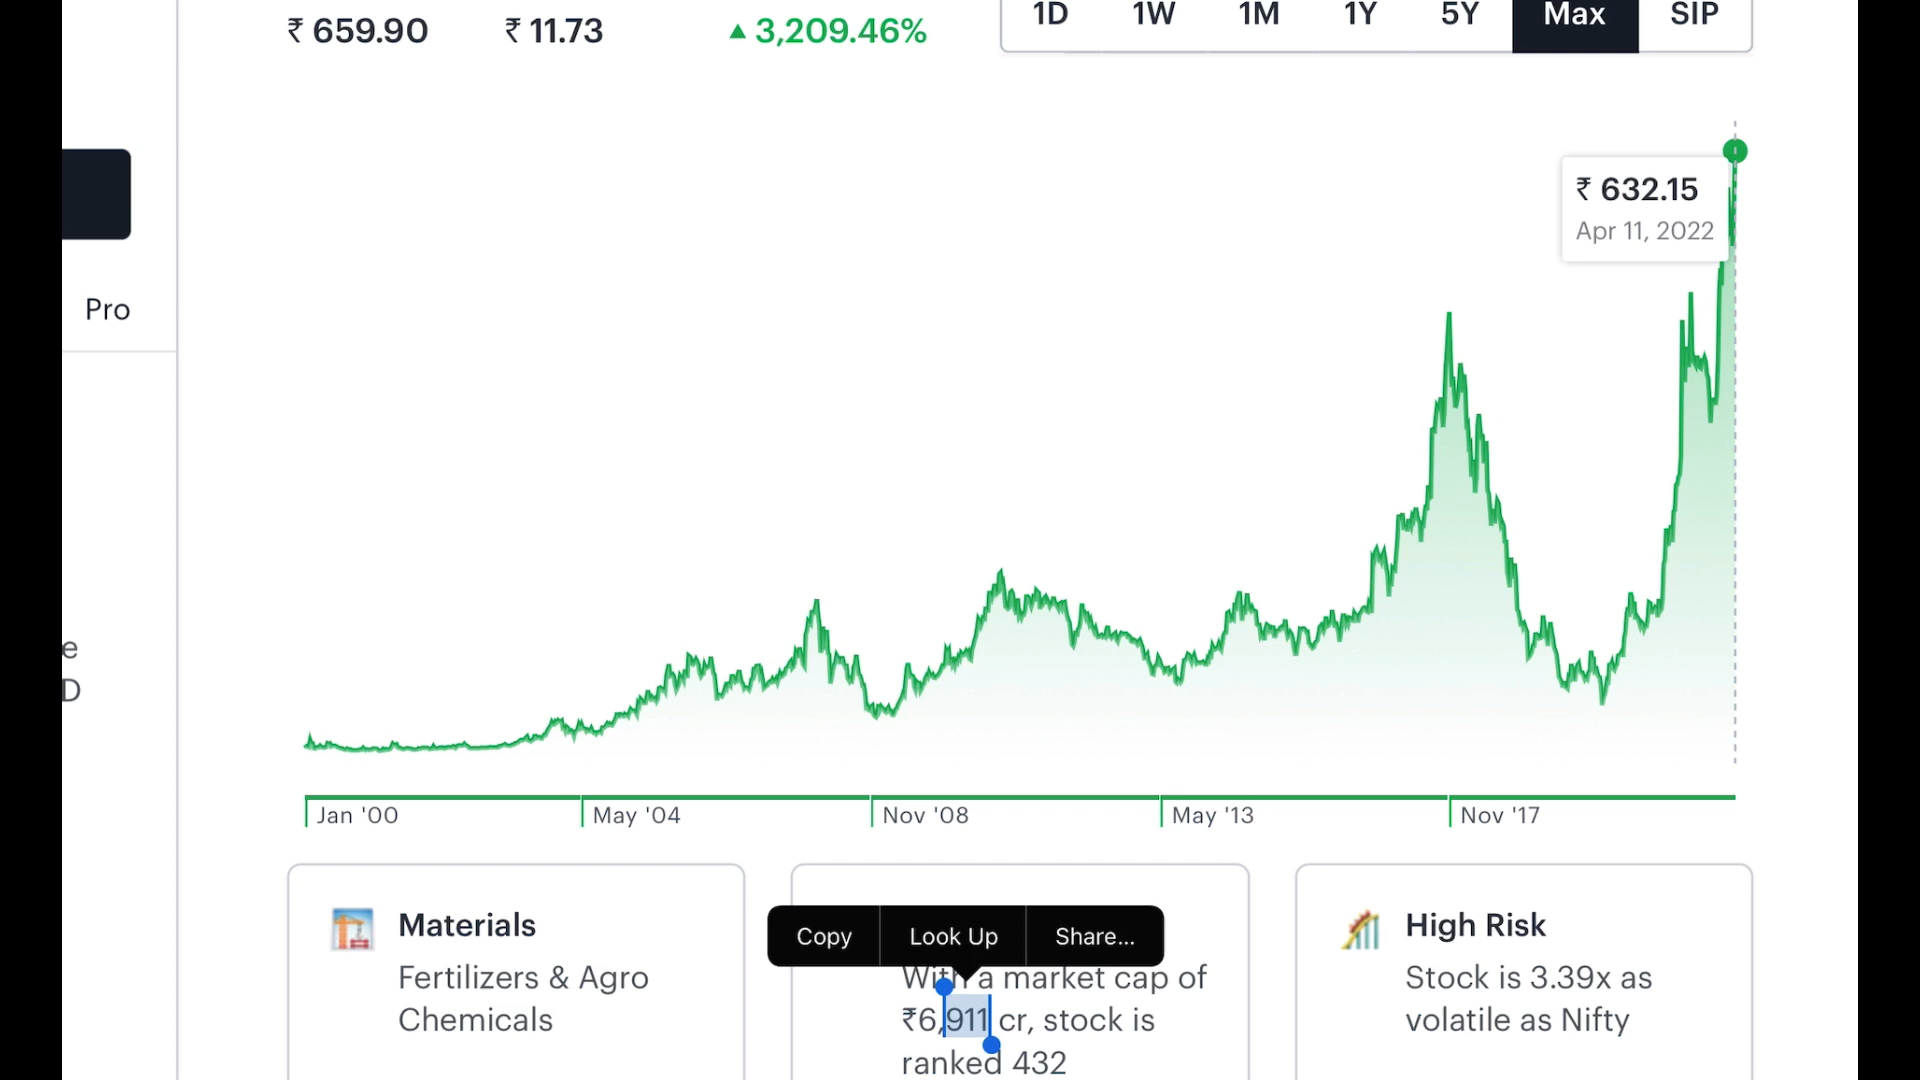 ₹ 659.90 ₹ 11.73 ▲ 3,209.46% 1D 1W 1M 1Y 5Y Max SIP
₹ 632.15
Apr 11, 2022
Pro
e
D
Jan '00 May '04 Nov '08 May '13 Nov '17
Materials
Fertilizers & Agro
Chemicals
Copy Look Up Share...
With a market cap of
₹6,911 cr, stock is
ranked 432
High Risk
Stock is 3.39x as
volatile as Nifty